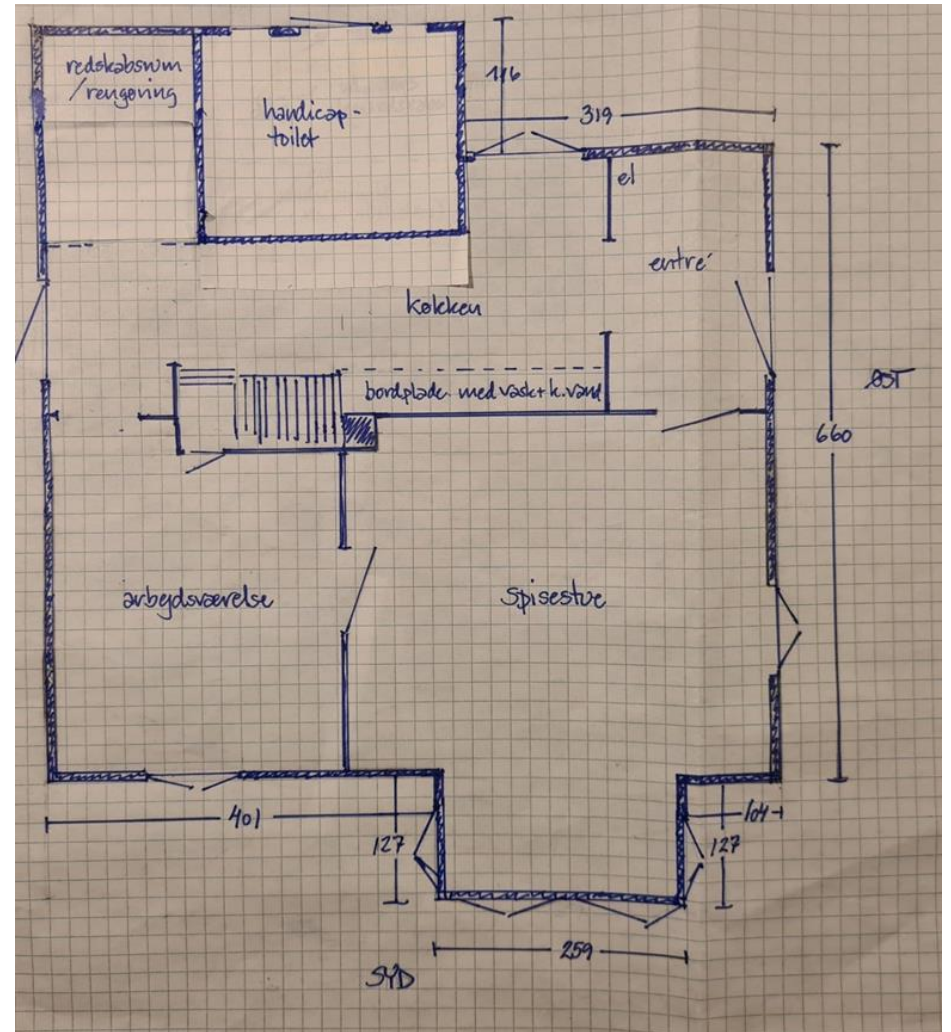 redskabsrum
/rengøring
handicap-
toilet
116
319
el
entré
køkken
bordplade med vask + k.vand
ØST
660
arbejdsværelse
spisestue
401
127
104
127
259
SYD